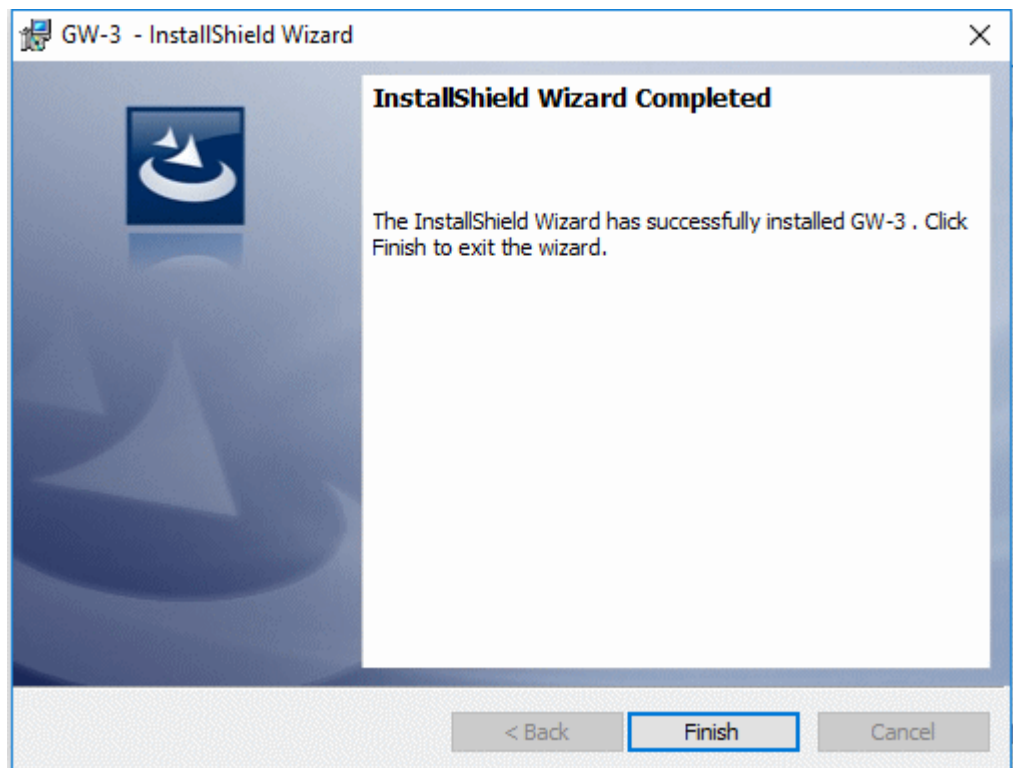 GW-3 - InstallShield Wizard
InstallShield Wizard Completed
The InstallShield Wizard has successfully installed GW-3 . Click
Finish to exit the wizard.
< Back Finish Cancel